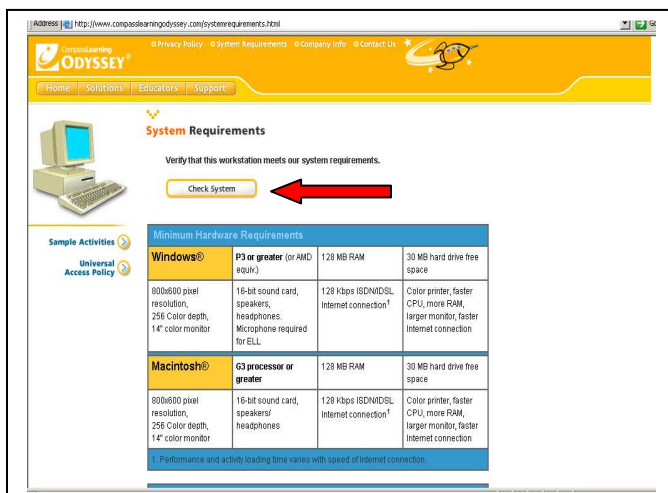 Address http://www.compasslearningodyssey.com/systemrequirements.html
Privacy Policy System Requirements Company Info Contact Us
CompassLearning
ODYSSEY®
Home Solutions Educators Support
System Requirements
Verify that this workstation meets our system requirements.
Check System
Sample Activities
Universal
Access Policy
Minimum Hardware Requirements
Windows® P3 or greater (or AMD 128 MB RAM 30 MB hard drive free
equiv.) space
800x600 pixel 16-bit sound card, 128 Kbps ISDN/IDSL Color printer, faster
resolution, speakers, Internet connection1 CPU, more RAM,
256 Color depth, headphones. larger monitor, faster
14" color monitor Microphone required Internet connection
for ELL
Macintosh® G3 processor or 128 MB RAM 30 MB hard drive free
greater space
800x600 pixel 16-bit sound card, 128 Kbps ISDN/IDSL Color printer, faster
resolution, speakers/ Internet connection1 CPU, more RAM,
256 Color depth, headphones larger monitor, faster
14" color monitor Internet connection
1. Performance and activity loading time varies with speed of Internet connection.